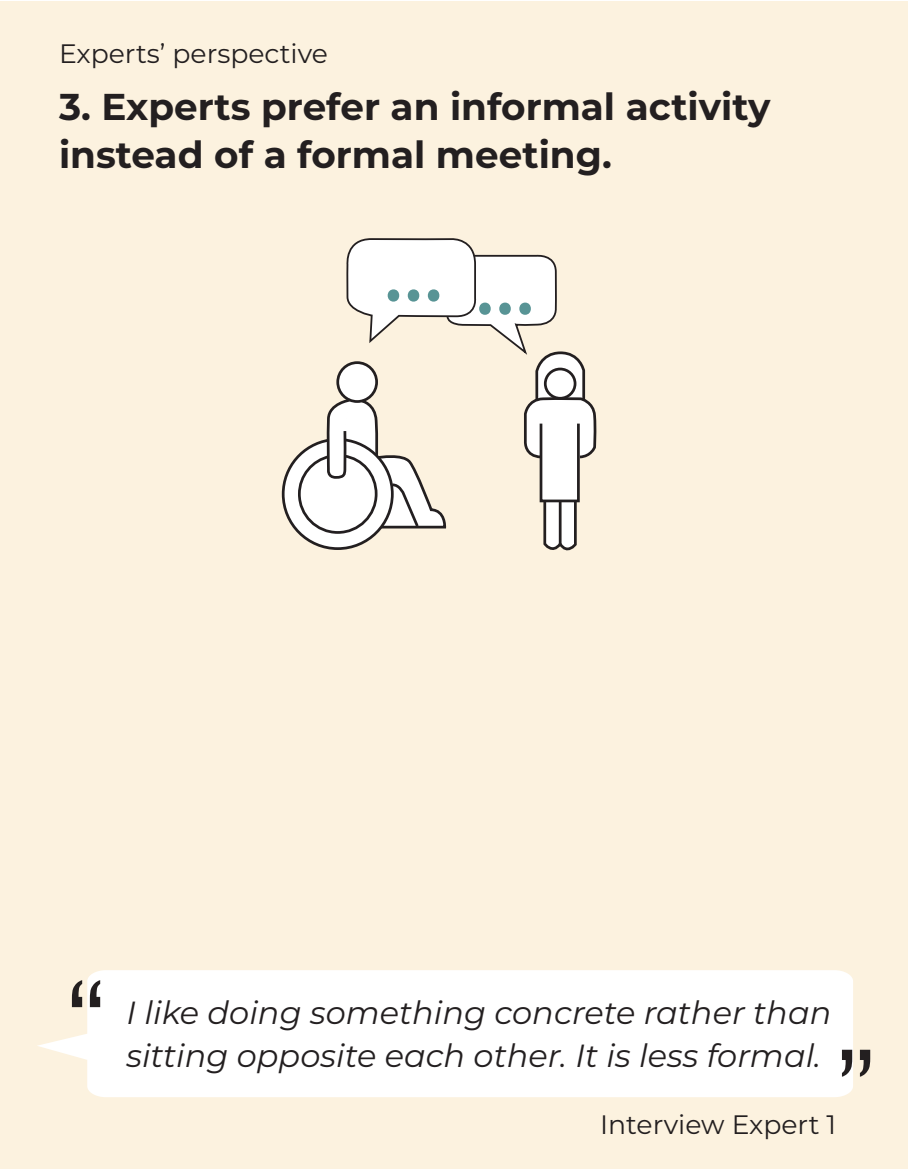 Experts’ perspective
3. Experts prefer an informal activity
instead of a formal meeting.
“ I like doing something concrete rather than
sitting opposite each other. It is less formal. ”
Interview Expert 1